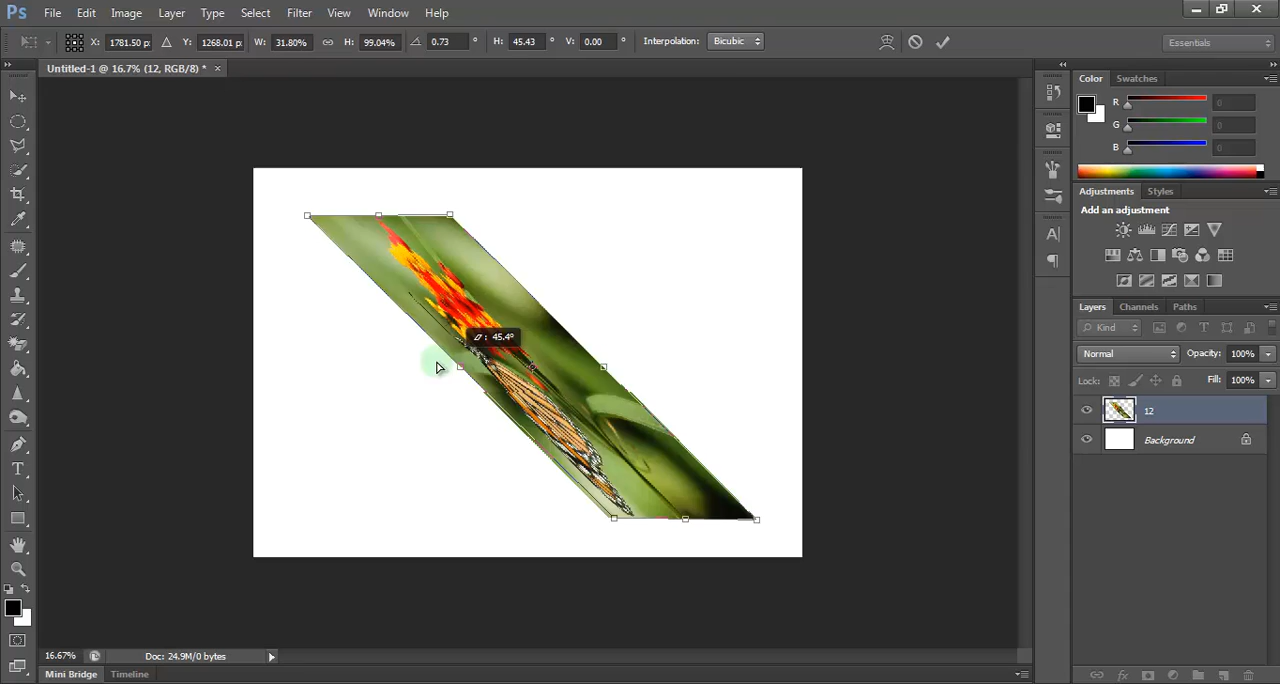 Ps File Edit Image Layer Type Select Filter View Window Help
X: 1781.50 p: Y: 1268.01 p: W: 31.80% H: 99.04% 0.73 ° H: 45.43 ° V: 0.00 ° Interpolation: Bicubic Essentials
Untitled-1 @ 16.7% (12, RGB/8) * ×
Color Swatches
R 0
G 0
B 0
Adjustments Styles
Add an adjustment
Layers Channels Paths
Kind
Normal Opacity: 100%
Lock: Fill: 100%
12
Background
: 45.4°
16.67% Doc: 24.9M/0 bytes
Mini Bridge Timeline